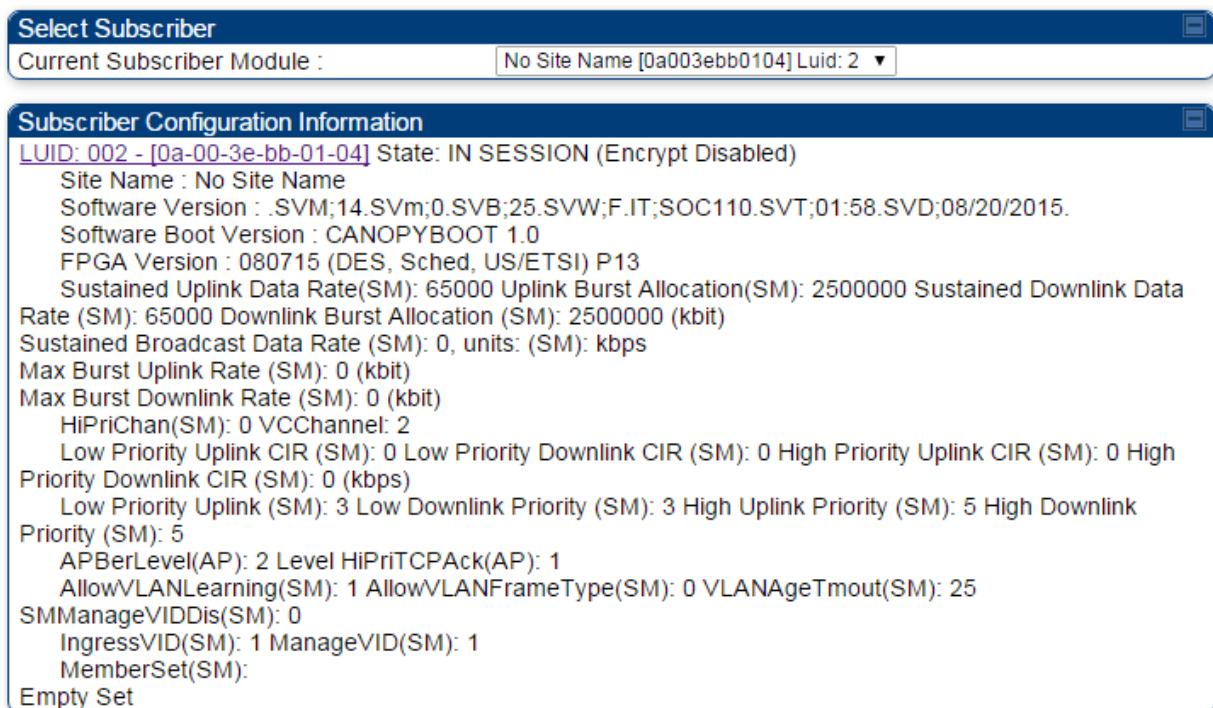 Select Subscriber
Current Subscriber Module : No Site Name [0a003ebb0104] Luid: 2
Subscriber Configuration Information
LUID: 002 - [0a-00-3e-bb-01-04] State: IN SESSION (Encrypt Disabled)
Site Name : No Site Name
Software Version : .SVM;14.SVm;0.SVB;25.SVW;F.IT;SOC110.SVT;01:58.SVD;08/20/2015.
Software Boot Version : CANOPYBOOT 1.0
FPGA Version : 080715 (DES, Sched, US/ETSI) P13
Sustained Uplink Data Rate(SM): 65000 Uplink Burst Allocation(SM): 2500000 Sustained Downlink Data
Rate (SM): 65000 Downlink Burst Allocation (SM): 2500000 (kbit)
Sustained Broadcast Data Rate (SM): 0, units: (SM): kbps
Max Burst Uplink Rate (SM): 0 (kbit)
Max Burst Downlink Rate (SM): 0 (kbit)
HiPriChan(SM): 0 VCChannel: 2
Low Priority Uplink CIR (SM): 0 Low Priority Downlink CIR (SM): 0 High Priority Uplink CIR (SM): 0 High
Priority Downlink CIR (SM): 0 (kbps)
Low Priority Uplink (SM): 3 Low Downlink Priority (SM): 3 High Uplink Priority (SM): 5 High Downlink
Priority (SM): 5
APBerLevel(AP): 2 Level HiPriTCPAck(AP): 1
AllowVLANLearning(SM): 1 AllowVLANFrameType(SM): 0 VLANAgeTmout(SM): 25
SMManageVIDDis(SM): 0
IngressVID(SM): 1 ManageVID(SM): 1
MemberSet(SM):
Empty Set